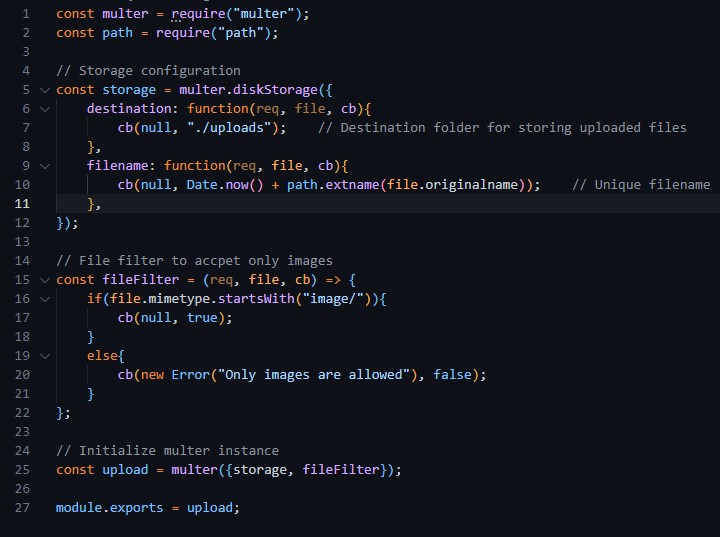 1 const multer = require("multer");
2 const path = require("path");
3
4 // Storage configuration
5 const storage = multer.diskStorage({
6     destination: function(req, file, cb){
7         cb(null, "./uploads");    // Destination folder for storing uploaded files
8     },
9     filename: function(req, file, cb){
10         cb(null, Date.now() + path.extname(file.originalname));    // Unique filename
11     },
12 });
13
14 // File filter to accpet only images
15 const fileFilter = (req, file, cb) => {
16     if(file.mimetype.startsWith("image/")){
17         cb(null, true);
18     }
19     else{
20         cb(new Error("Only images are allowed"), false);
21     }
22 };
23
24 // Initialize multer instance
25 const upload = multer({storage, fileFilter});
26
27 module.exports = upload;